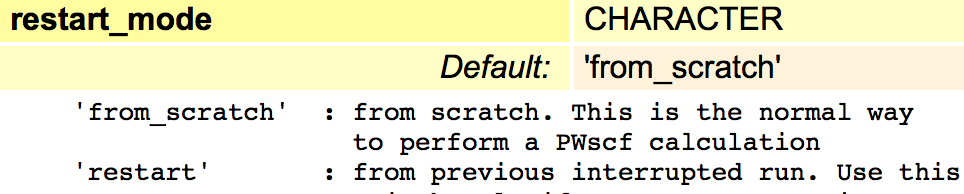 restart_mode CHARACTER
Default: 'from_scratch'
'from_scratch' : from scratch. This is the normal way
to perform a PWscf calculation
'restart' : from previous interrupted run. Use this